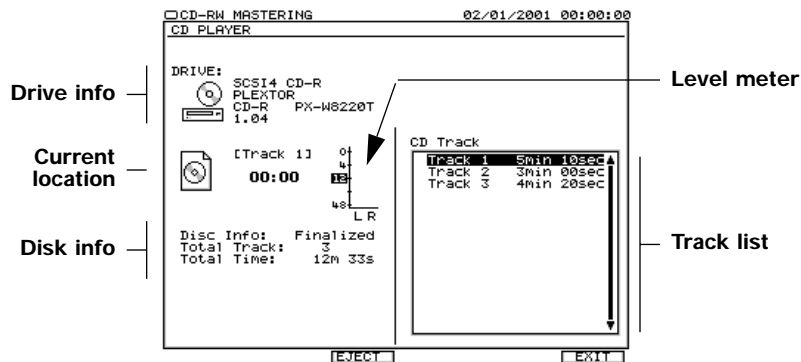 CD-RW MASTERING 02/01/2001 00:00:00
CD PLAYER
DRIVE:
SCSI4 CD-R
PLEXTOR
CD-R PX-W8220T
1.04
Drive info
Level meter
Current
location
[Track 1]
00:00
0
4
12
48
L R
CD Track
Track 1 5min 10sec
Track 2 3min 00sec
Track 3 4min 20sec
Track list
Disk info
Disc Info: Finalized
Total Track: 3
Total Time: 12m 33s
EJECT
EXIT